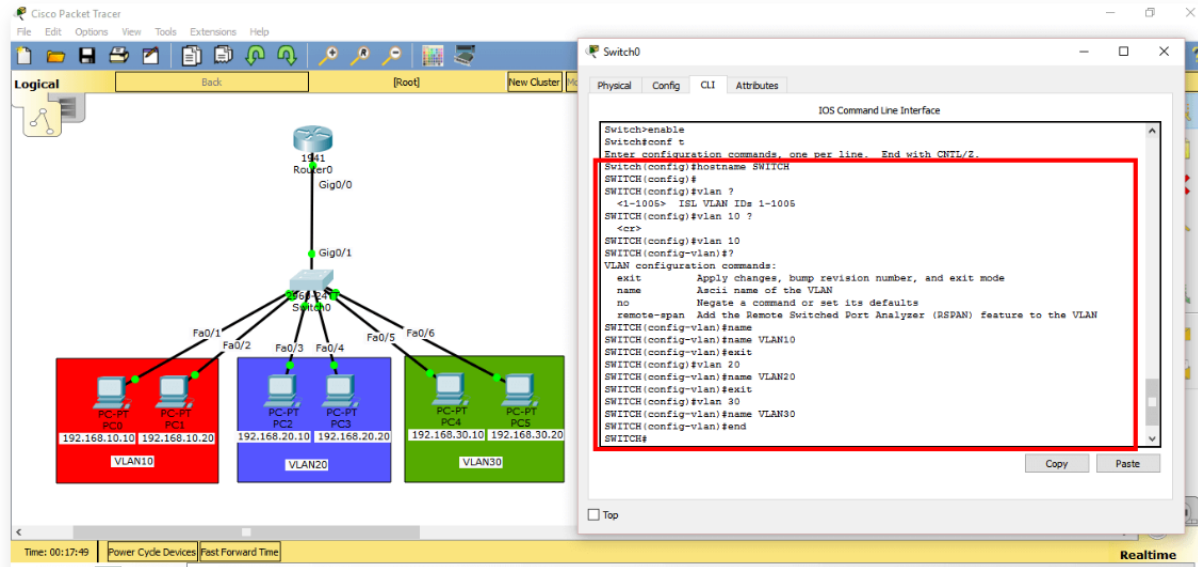 Cisco Packet Tracer
File Edit Options View Tools Extensions Help
Logical
Back
[Root]
New Cluster
1941
Router0
Gig0/0
Gig0/1
Switch0
Fa0/1
Fa0/2
Fa0/3
Fa0/4
Fa0/5
Fa0/6
PC-PT
PC0
PC-PT
PC1
PC-PT
PC2
PC-PT
PC3
PC-PT
PC4
PC-PT
PC5
192.168.10.10
192.168.10.20
192.168.20.10
192.168.20.20
192.168.30.10
192.168.30.20
VLAN10
VLAN20
VLAN30
Time: 00:17:49
Power Cycle Devices
Fast Forward Time
Realtime
Switch0
Physical Config CLI Attributes
IOS Command Line Interface
Switch>enable
Switch#conf t
Enter configuration commands, one per line. End with CNTL/Z.
Switch(config)#hostname SWITCH
SWITCH(config)#
SWITCH(config)#vlan ?
<1-1005> ISL VLAN IDs 1-1005
SWITCH(config)#vlan 10 ?
<cr>
SWITCH(config)#vlan 10
SWITCH(config-vlan)#?
VLAN configuration commands:
exit Apply changes, bump revision number, and exit mode
name Ascii name of the VLAN
no Negate a command or set its defaults
remote-span Add the Remote Switched Port Analyzer (RSPAN) feature to the VLAN
SWITCH(config-vlan)#name
SWITCH(config-vlan)#name VLAN10
SWITCH(config-vlan)#exit
SWITCH(config)#vlan 20
SWITCH(config-vlan)#name VLAN20
SWITCH(config-vlan)#exit
SWITCH(config)#vlan 30
SWITCH(config-vlan)#name VLAN30
SWITCH(config-vlan)#end
SWITCH#
Copy
Paste
Top